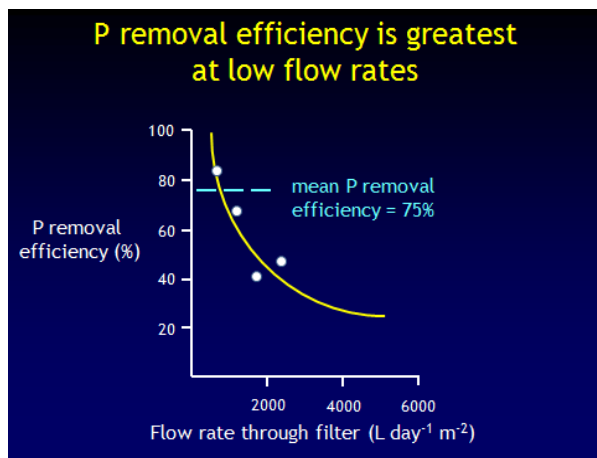 P removal efficiency is greatest
at low flow rates
100
80
60
40
20
mean P removal
efficiency = 75%
P removal
efficiency (%)
2000 4000 6000
Flow rate through filter (L day⁻¹ m⁻²)